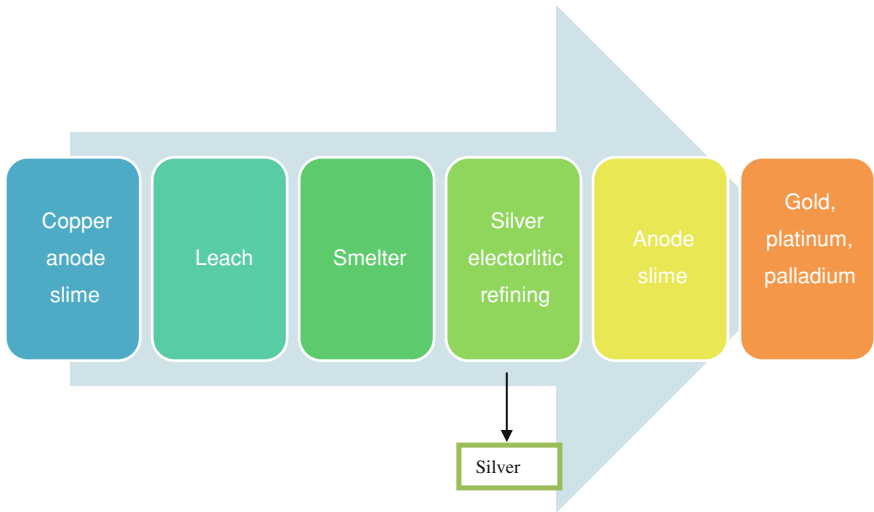 Copper
anode
slime
Leach
Smelter
Silver
electorlitic
refining
Anode
slime
Gold,
platinum,
palladium
Silver